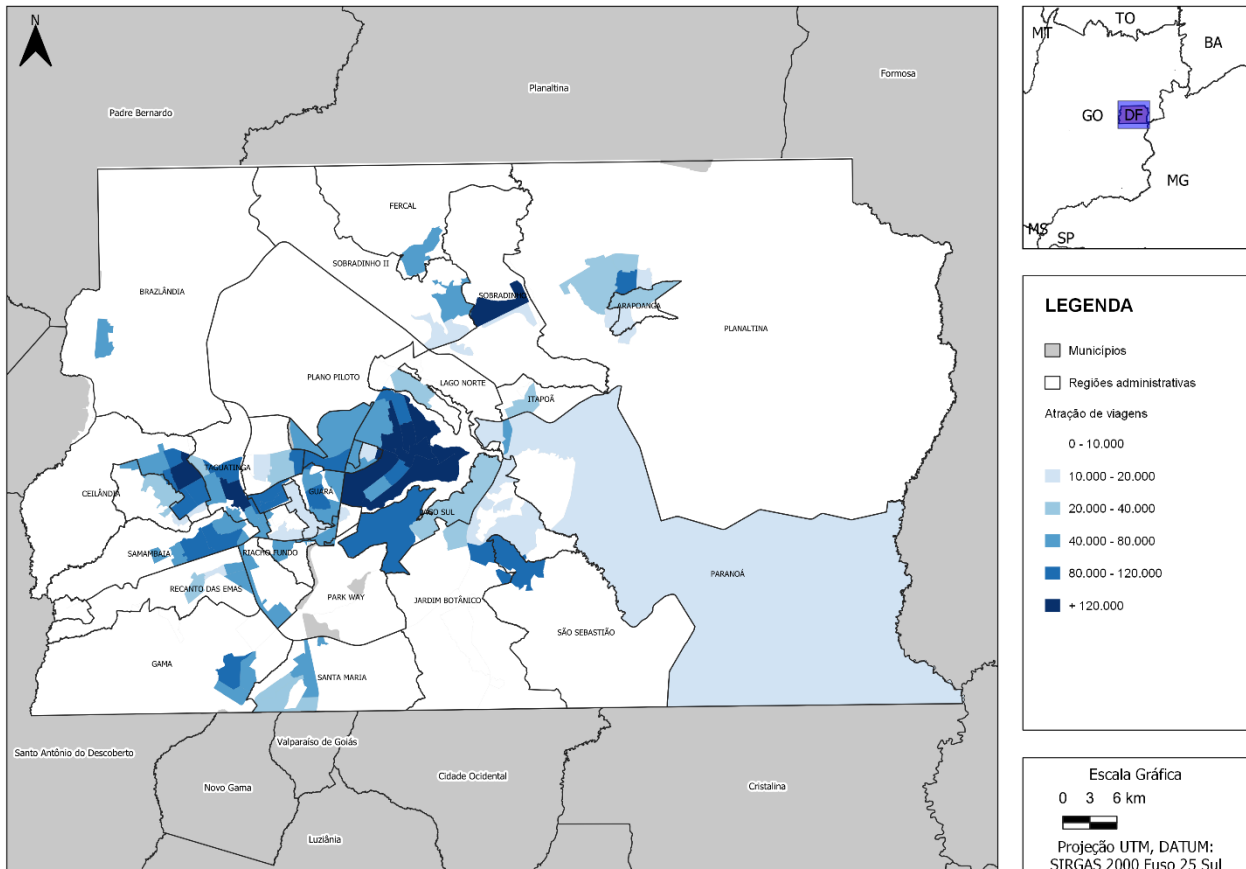 N
Padre Bernardo
Planaltina
Formosa
FERCAL
SOBRADINHO II
BRAZLÂNDIA
SOBRADINHO
ARAPOANGA
PLANALTINA
PLANO PILOTO
LAGO NORTE
ITAPOÃ
TAGUATINGA
CEILÂNDIA
GUARÁ
LAGO SUL
SAMAMBAIA
RIACHO FUNDO
RECANTO DAS EMAS
PARK WAY
JARDIM BOTÂNICO
PARANOÁ
SÃO SEBASTIÃO
GAMA
SANTA MARIA
Santo Antônio do Descoberto
Valparaíso de Goiás
Novo Gama
Cidade Ocidental
Cristalina
Luziânia
MT
TO
BA
GO
DF
MG
MS
SP
LEGENDA
Municípios
Regiões administrativas
Atração de viagens
0 - 10.000
10.000 - 20.000
20.000 - 40.000
40.000 - 80.000
80.000 - 120.000
+ 120.000
Escala Gráfica
0 3 6 km
Projeção UTM, DATUM:
SIRGAS 2000 Fuso 25 Sul